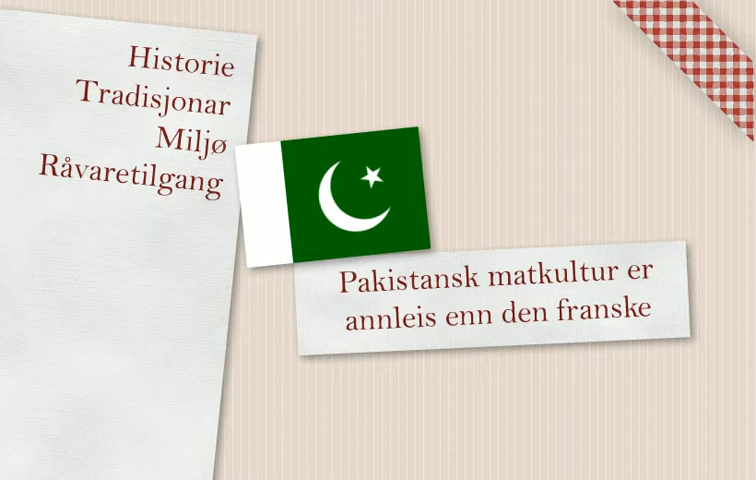 Historie
Tradisjonar
Miljø
Råvaretilgang
Pakistansk matkultur er
annleis enn den franske